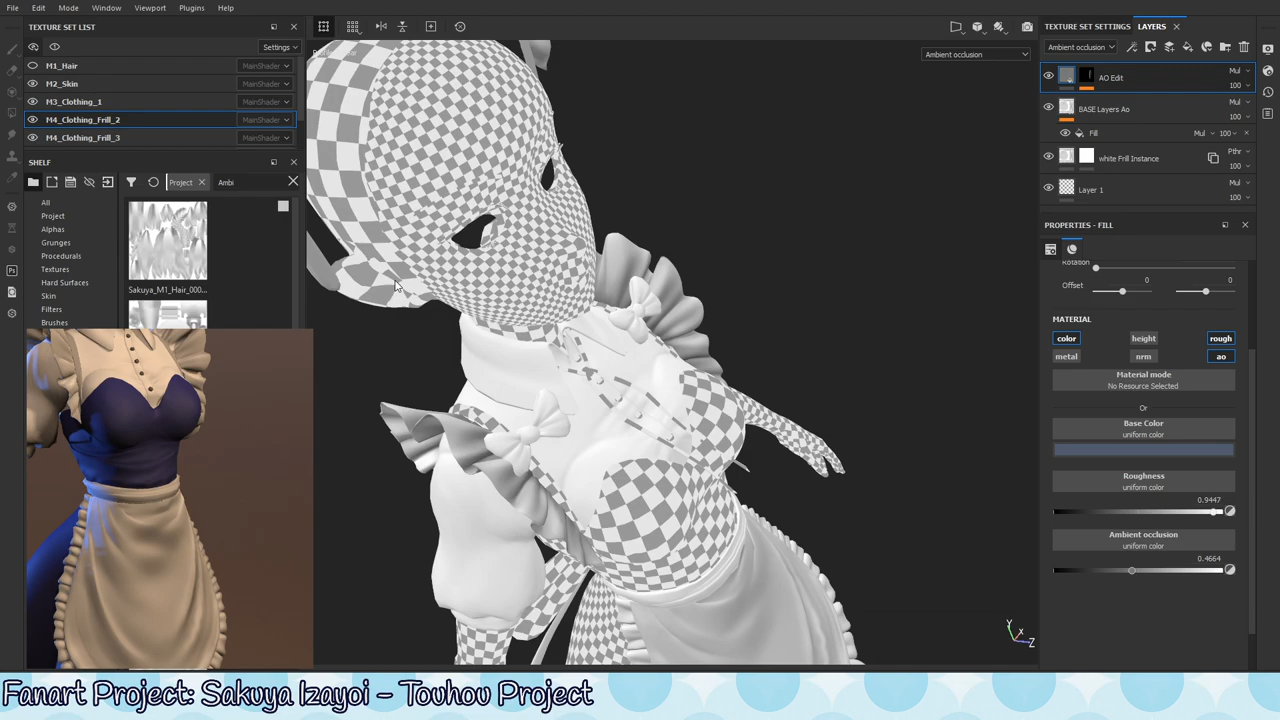 File Edit Mode Window Viewport Plugins Help
TEXTURE SET LIST
Settings
M1_Hair MainShader
M2_Skin MainShader
M3_Clothing_1 MainShader
M4_Clothing_Frill_2 MainShader
M4_Clothing_Frill_3 MainShader
SHELF
Project Ambi
All
Project
Alphas
Grunges
Procedurals
Textures
Hard Surfaces
Skin
Filters
Brushes
Sakuya_M1_Hair_000...
Ambient occlusion
Y
X
Z
TEXTURE SET SETTINGS LAYERS
Ambient occlusion
AO Edit Mul
100
BASE Layers Ao Mul
100
Fill Mul 100
white Fill Instance Pthr
100
Layer 1 Mul
100
PROPERTIES - FILL
Rotation
Offset 0 0
MATERIAL
color height rough
metal nrm ao
Material mode
No Resource Selected
Or
Base Color
uniform color
Roughness
uniform color
0.9447
Ambient occlusion
uniform color
0.4664
Fanart Project: Sakuya Izayoi - Touhou Project